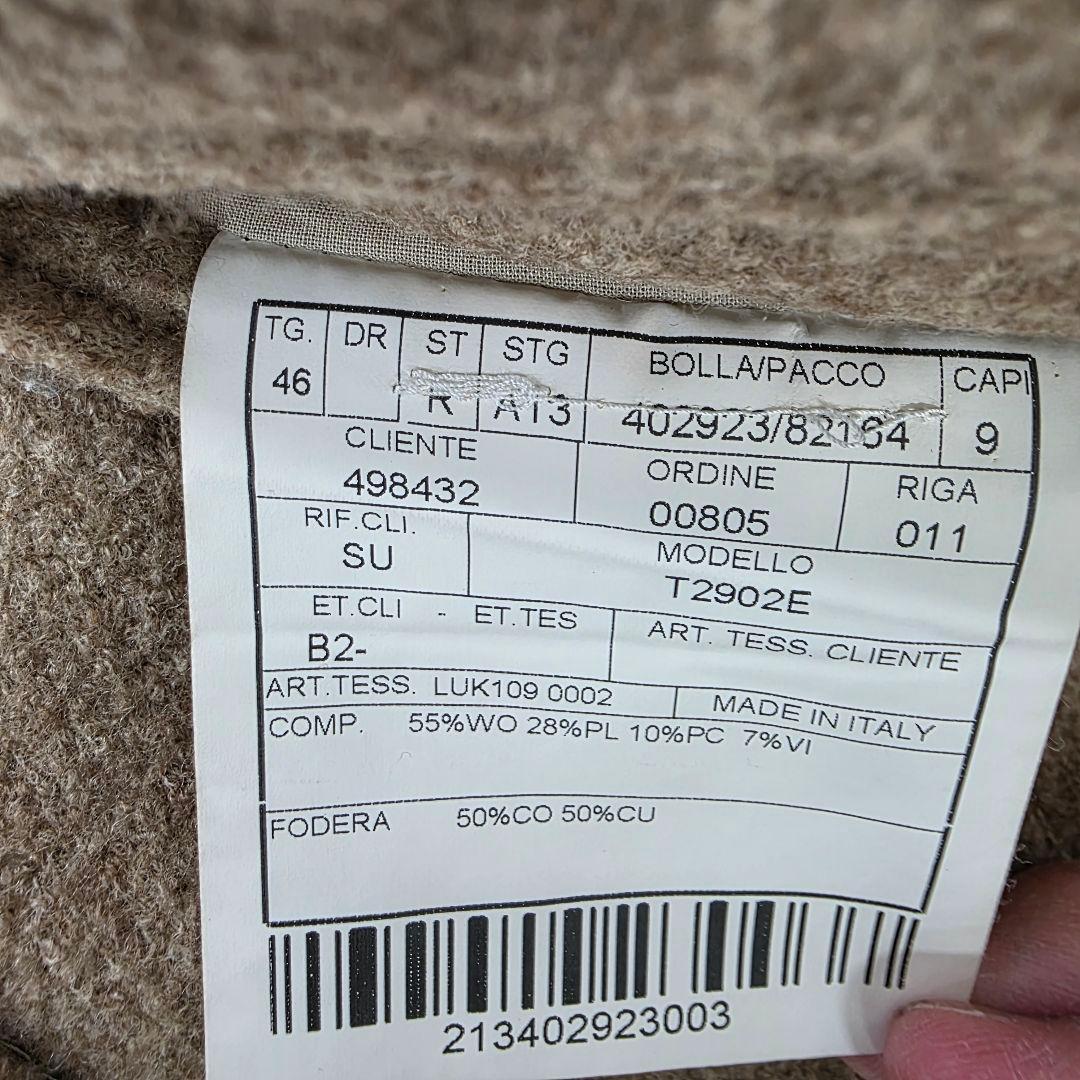 TG. DR ST STG BOLLA/PACCO CAPI
46 R A13 402923/82164 9
CLIENTE ORDINE RIGA
498432 00805 011
RIF.CLI. MODELLO
SU T2902E
ET.CLI - ET.TES ART. TESS. CLIENTE
B2-
ART.TESS. LUK109 0002 MADE IN ITALY
COMP. 55%WO 28%PL 10%PC 7%VI
FODERA 50%CO 50%CU
213402923003